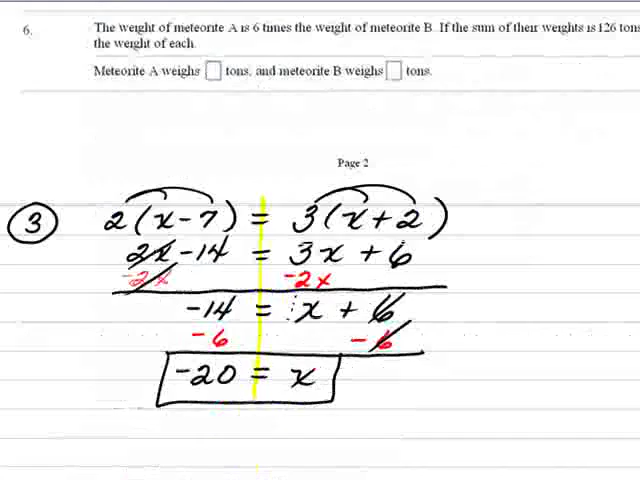 6.
The weight of meteorite A is 6 times the weight of meteorite B. If the sum of their weights is 126 tons
the weight of each.
Meteorite A weighs tons, and meteorite B weighs tons.
Page 2
3 2(x-7) = 3(x+2)
2x-14 = 3x+6
-2x -2x
-14 = x+6
-6 -6
-20 = x